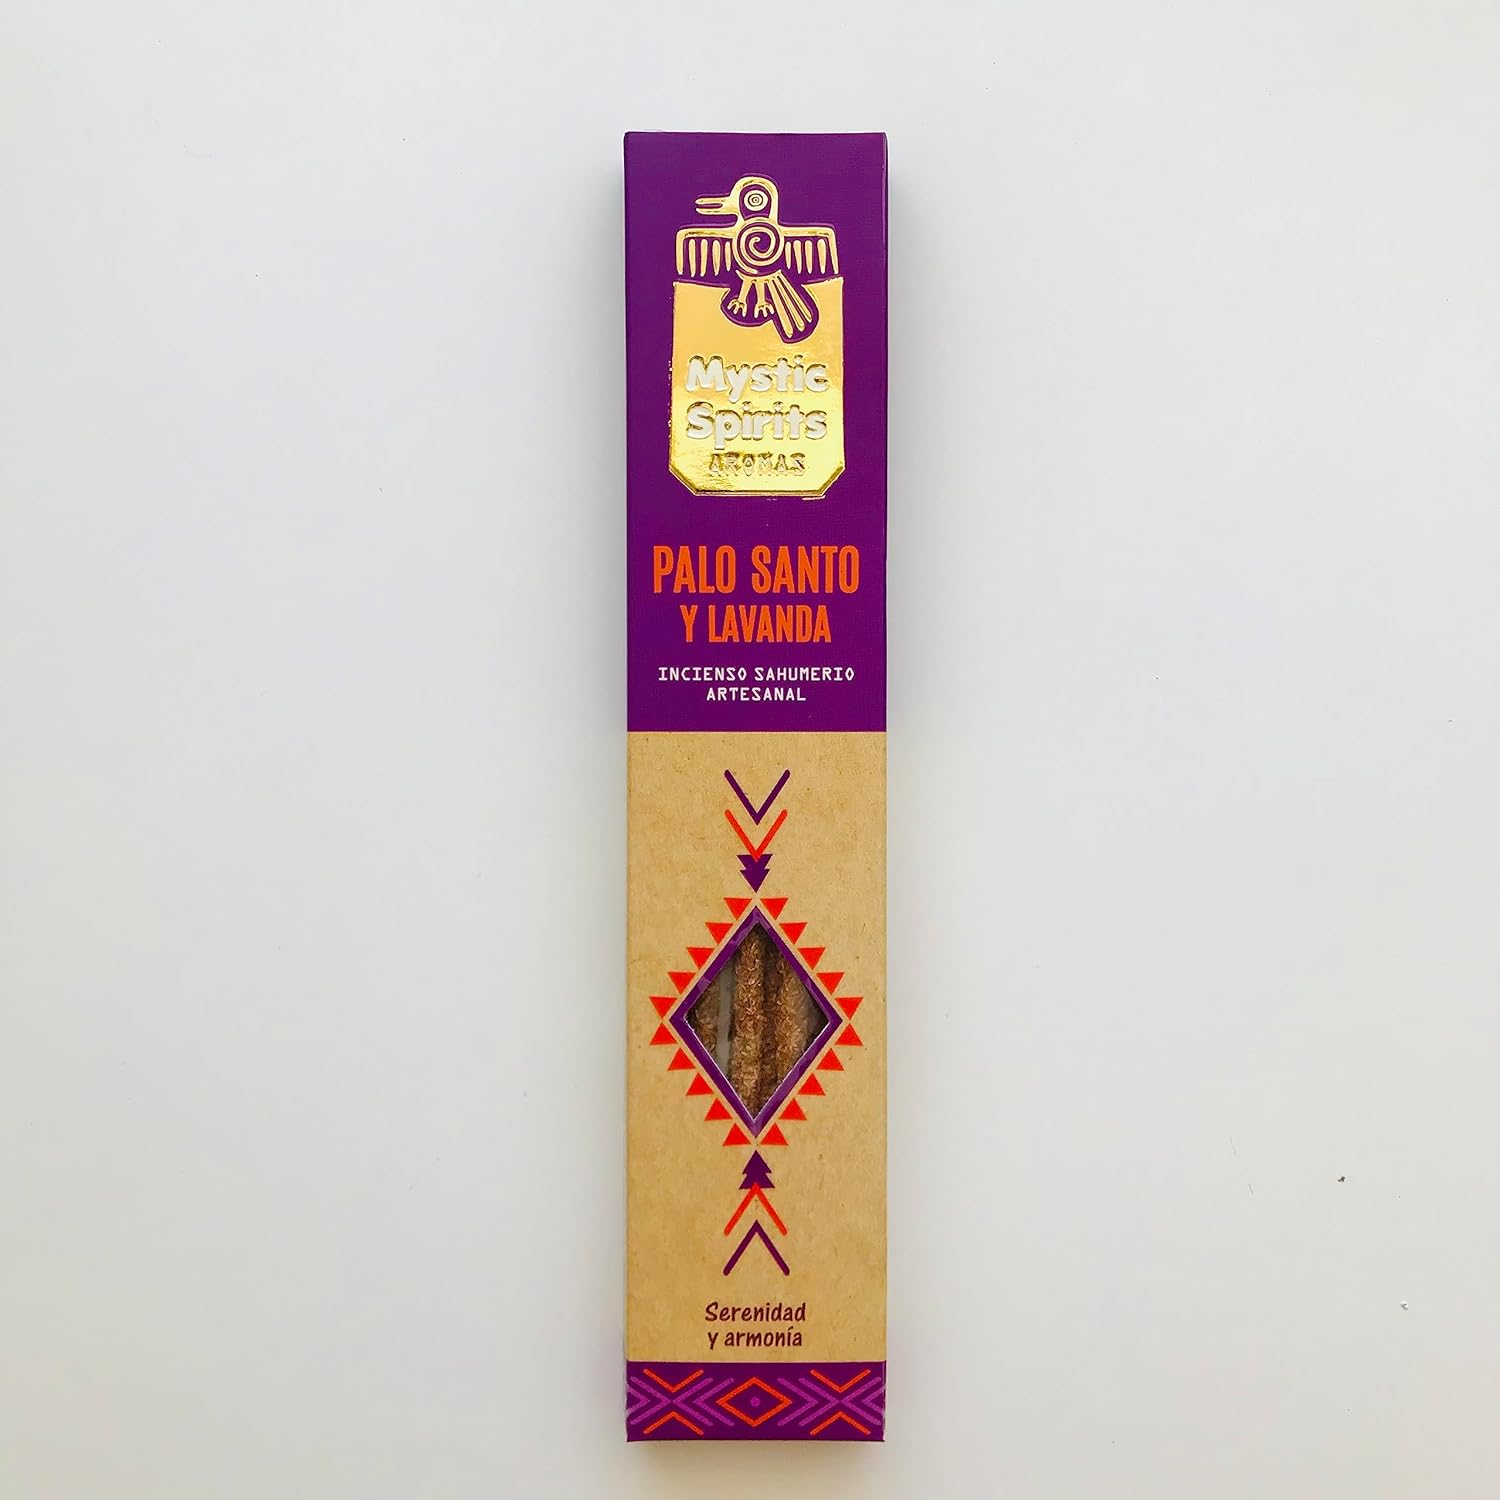 Mystic
Spirits
AROMAS
PALO SANTO
Y LAVANDA
INCIENSO SAHUMERIO
ARTESANAL
Serenidad
y armonía